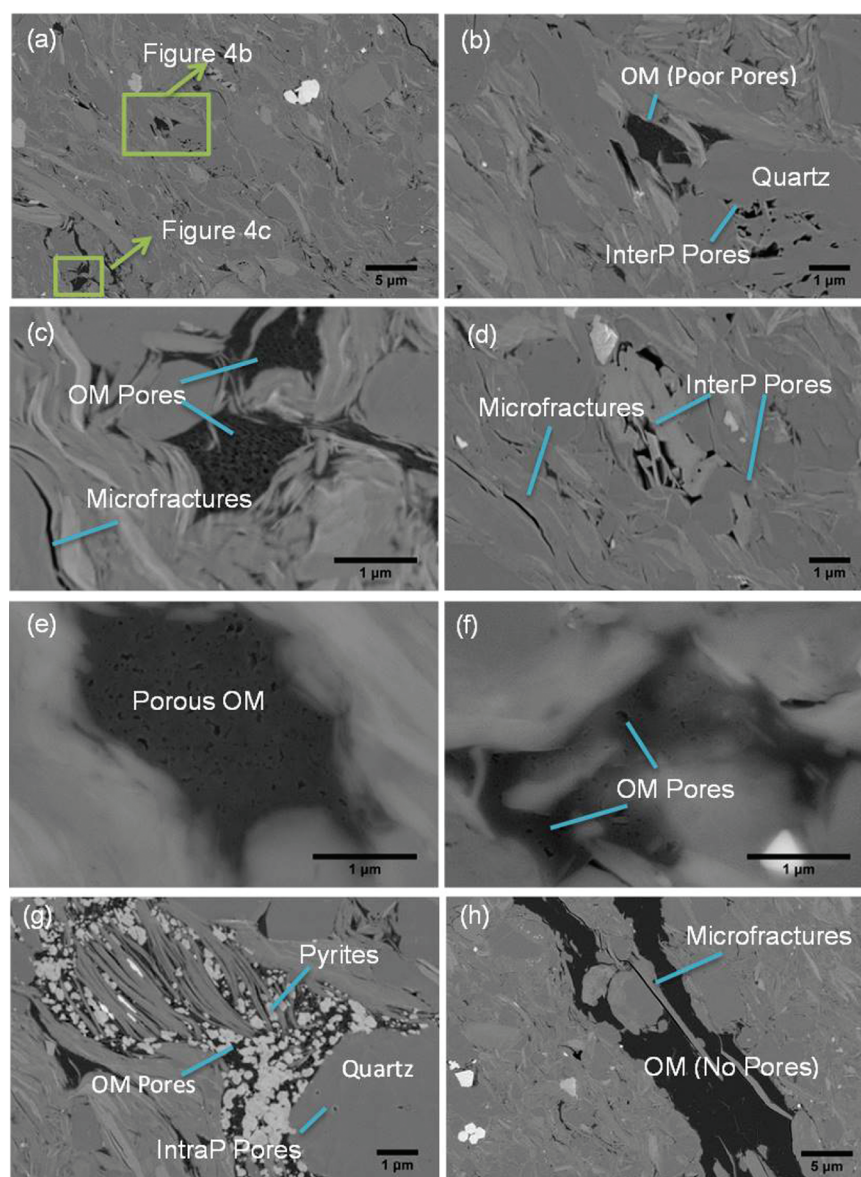 (a)
Figure 4b
Figure 4c
5 µm
(b)
OM (Poor Pores)
Quartz
InterP Pores
1 µm
(c)
OM Pores
Microfractures
1 µm
(d)
InterP Pores
Microfractures
1 µm
(e)
Porous OM
1 µm
(f)
OM Pores
1 µm
(g)
Pyrites
OM Pores
Quartz
IntraP Pores
1 µm
(h)
Microfractures
OM (No Pores)
5 µm